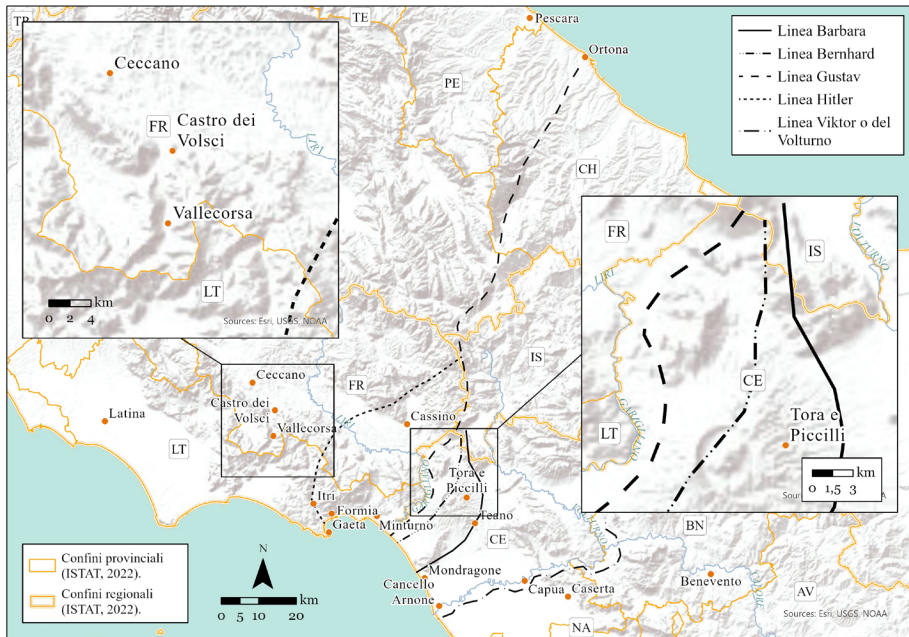 TR
TE
Pescara
Ortona
PE
CH
Linea Barbara
Linea Bernhard
Linea Gustav
Linea Hitler
Linea Viktor o del
Volturno
Ceccano
FR
Castro dei
Volsci
LIRI
Vallecorsa
LT
km
0 2 4
Sources: Esri, USGS, NOAA
FR
IS
VOLTURNO
LIRI
CE
GARIGLIANO
LT
Tora e
Piccilli
km
0 1,5 3
Ceccano
FR
IS
Castro dei
Volsci
Latina
Vallecorsa
Cassino
LT
Tora e
Piccilli
Itri
Formia
Gaeta
Minturno
Teano
CE
BN
Mondragone
Cancello
Arnone
Capua
Caserta
Benevento
AV
NA
Confini provinciali
(ISTAT, 2022).
Confini regionali
(ISTAT, 2022).
N
km
0 5 10 20
Sources: Esri, USGS, NOAA